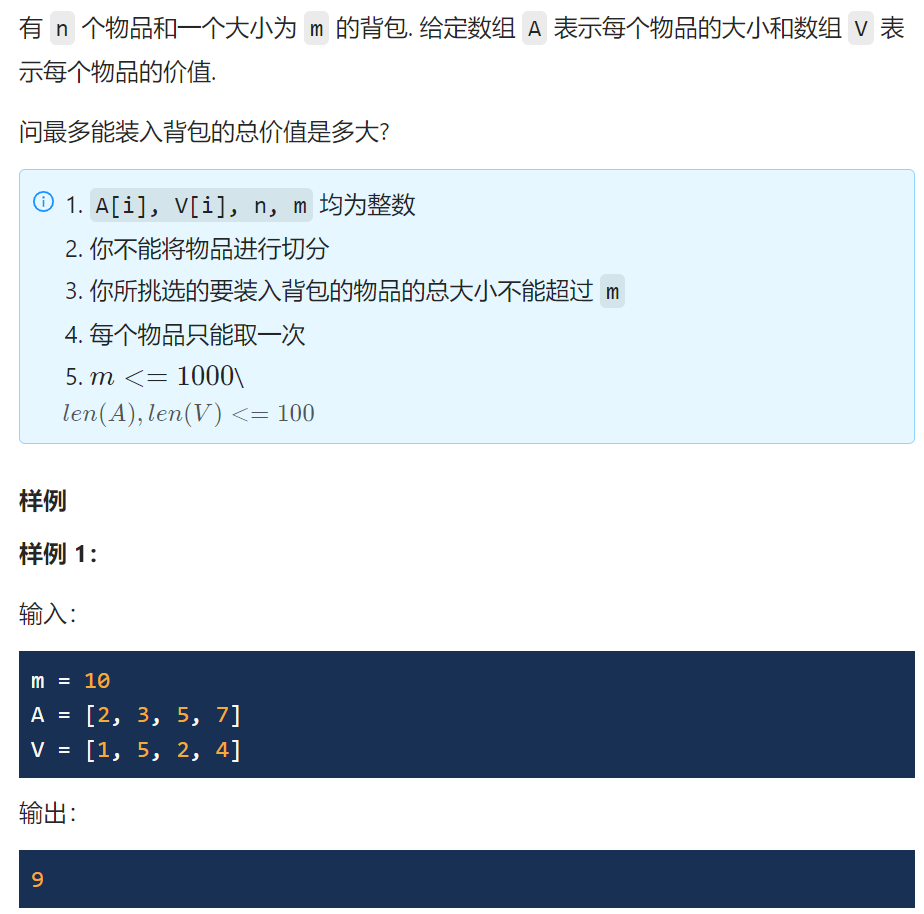 有 n 个物品和一个大小为 m 的背包. 给定数组 A 表示每个物品的大小和数组 V 表
示每个物品的价值.
问最多能装入背包的总价值是多大?
1. A[i], V[i], n, m 均为整数
2. 你不能将物品进行切分
3. 你所挑选的要装入背包的物品的总大小不能超过 m
4. 每个物品只能取一次
5. m <= 1000\
len(A), len(V) <= 100
样例
样例 1：
输入：
m = 10
A = [2, 3, 5, 7]
V = [1, 5, 2, 4]
输出：
9